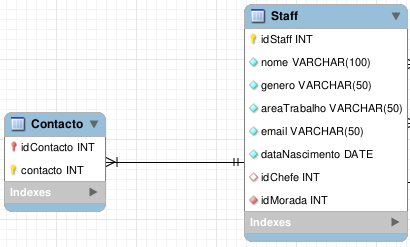 Staff
idStaff INT
nome VARCHAR(100)
genero VARCHAR(50)
areaTrabalho VARCHAR(50)
email VARCHAR(50)
dataNascimento DATE
idChefe INT
idMorada INT
Indexes
Contacto
idContacto INT
contacto INT
Indexes